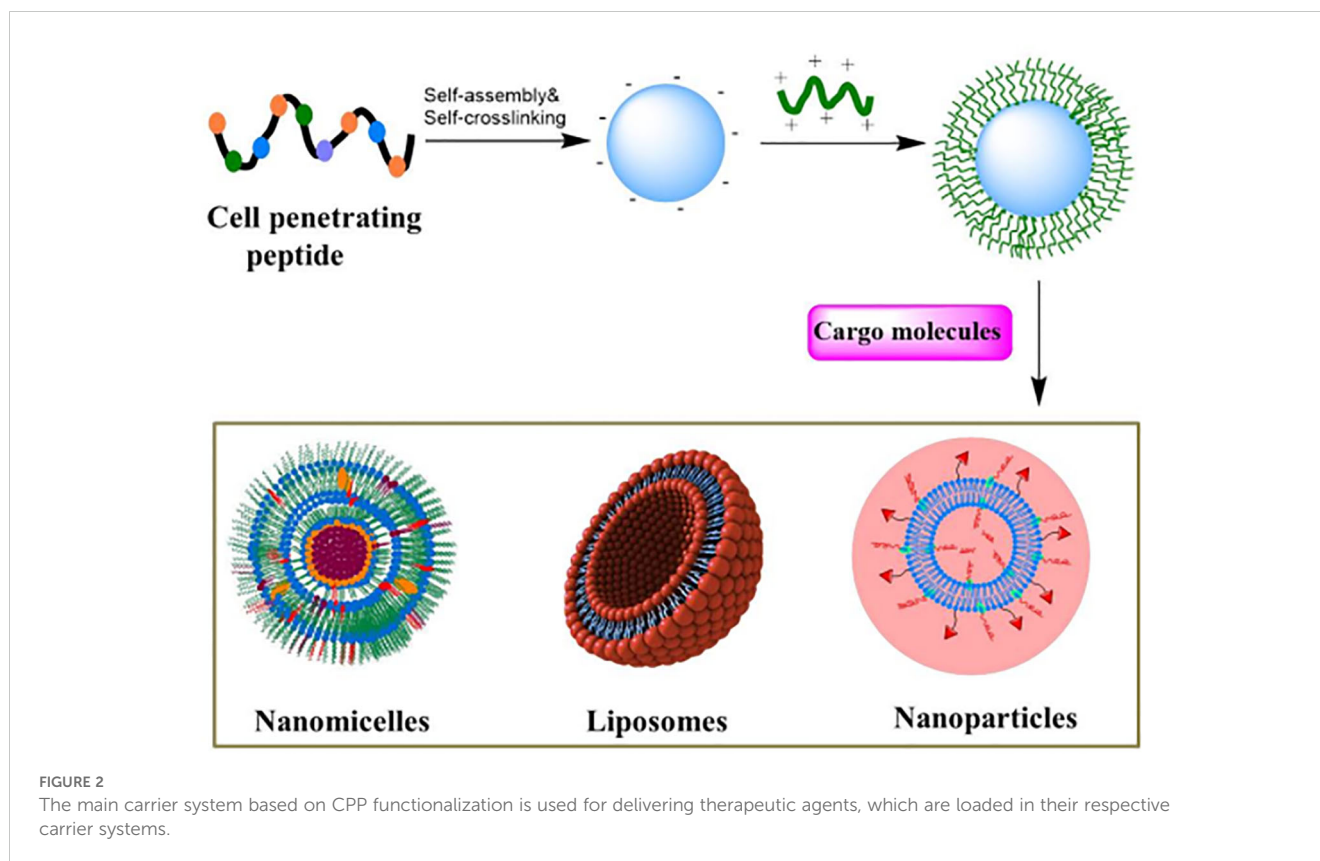 Self-assembly&
Self-crosslinking
Cell penetrating
peptide
Cargo molecules
Nanomicelles
Liposomes
Nanoparticles
FIGURE 2
The main carrier system based on CPP functionalization is used for delivering therapeutic agents, which are loaded in their respective
carrier systems.